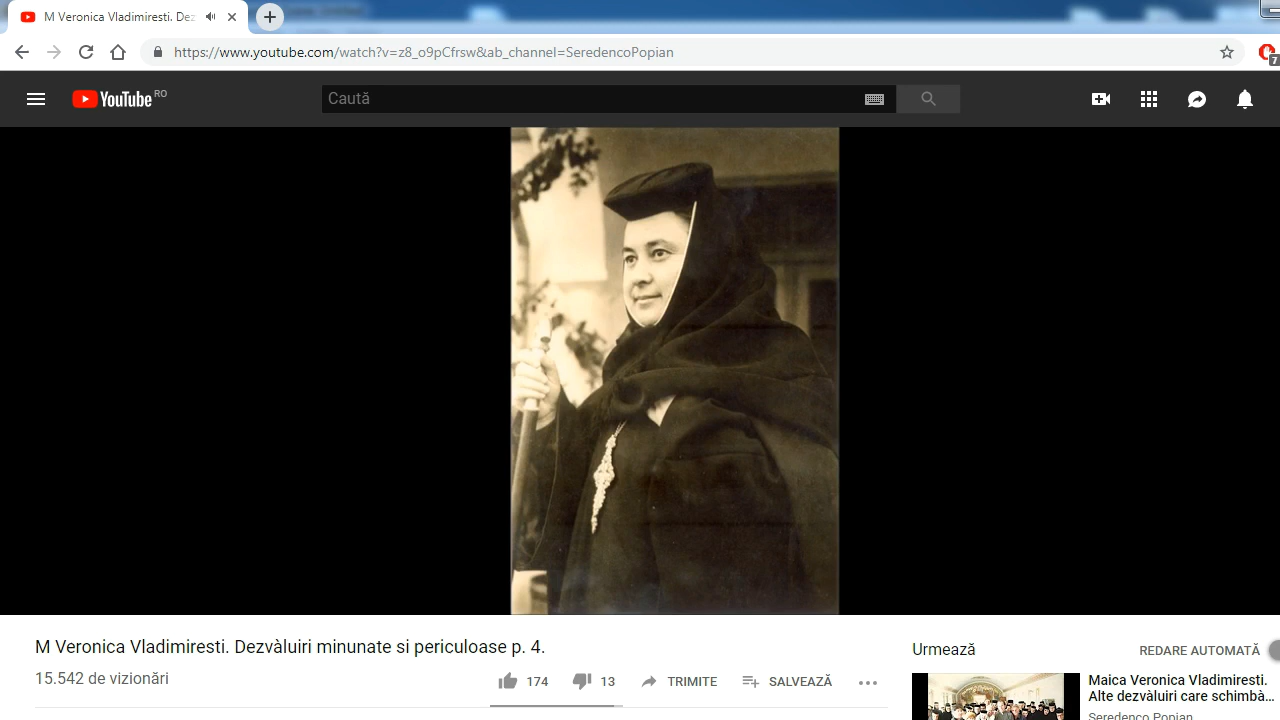 M Veronica Vladimiresti. Dez
https://www.youtube.com/watch?v=z8_o9pCfrsw&ab_channel=SeredencoPopian
7
YouTube RO
Caută
M Veronica Vladimiresti. Dezvàluiri minunate si periculoase p. 4.
15.542 de vizionări
174
13
TRIMITE
SALVEAZĂ
Urmează
REDARE AUTOMATĂ
Maica Veronica Vladimiresti.
Alte dezvàluiri care schimbà...
Seredenco Popian